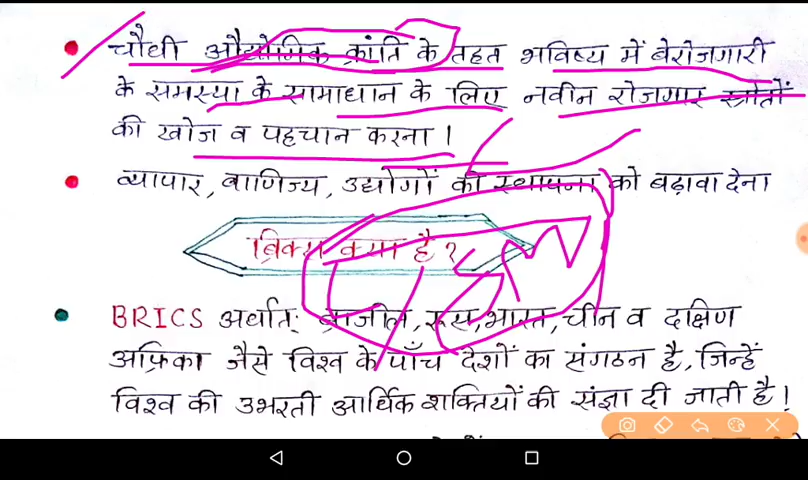 चौथी औद्योगिक क्रांति के तहत भविष्य में बेरोजगारी
के समस्या के सामाधान के लिए नवीन रोजगार स्त्रोतों
की खोज व पहचान करना।
व्यापार, वाणिज्य, उद्योगों की स्थापना को बढ़ावा देना
ब्रिक्स क्या है ?
BRICS अर्थात्: ब्राजील, रूस, भारत, चीन व दक्षिण
अफ्रिका जैसे विश्व के पाँच देशों का संगठन है, जिन्हें
विश्व की उभरती आर्थिक शक्तियों की संज्ञा दी जाती है!